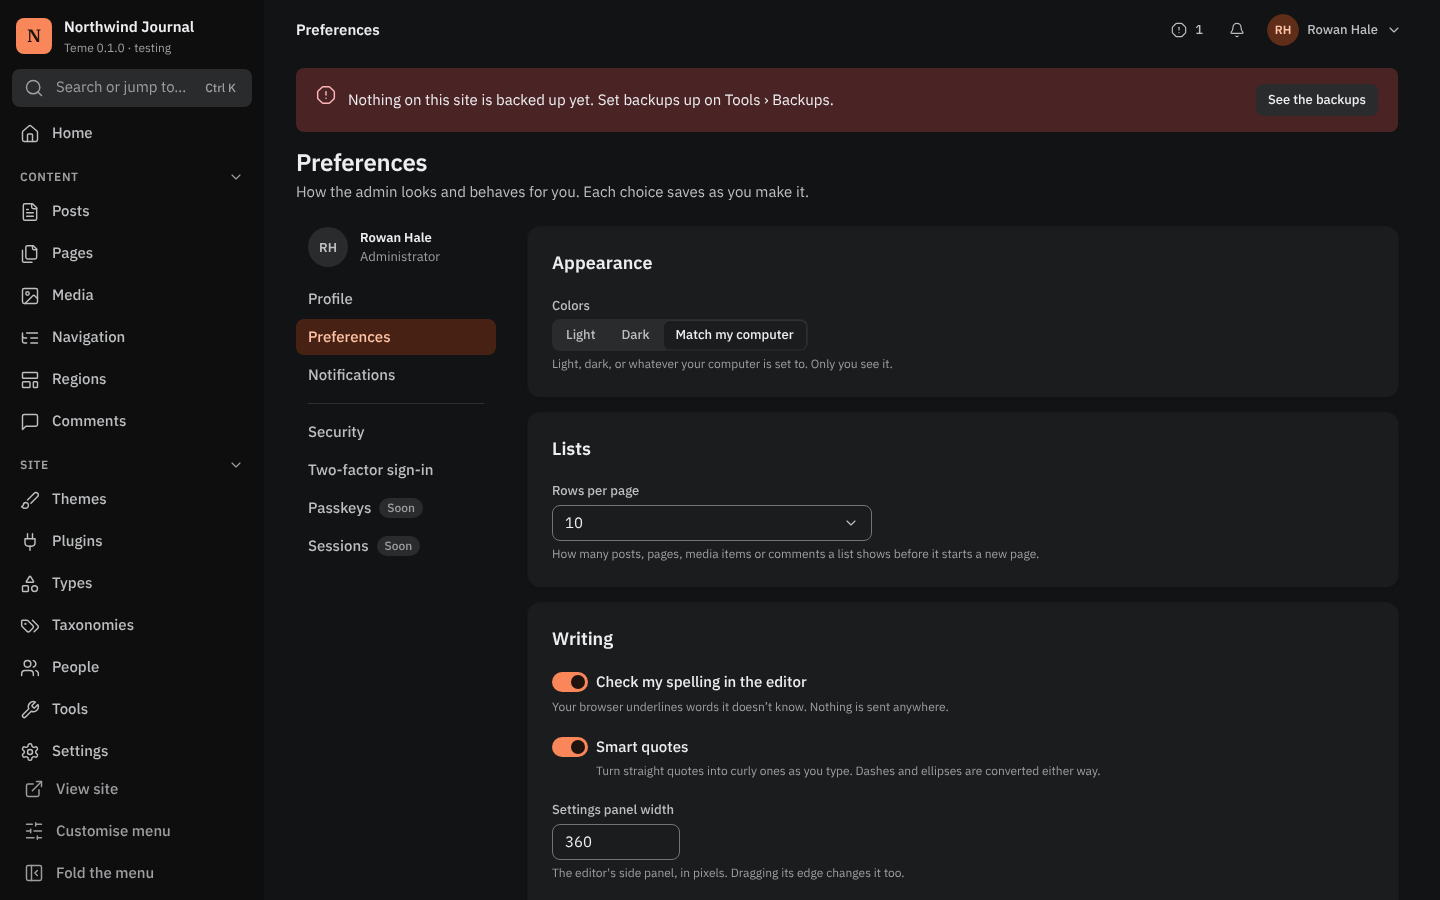 N
Northwind Journal
Teme 0.1.0 · testing
Search or jump to...
Ctrl K
Home
CONTENT
Posts
Pages
Media
Navigation
Regions
Comments
SITE
Themes
Plugins
Types
Taxonomies
People
Tools
Settings
View site
Customise menu
Fold the menu
Preferences
1
RH
Rowan Hale
Nothing on this site is backed up yet. Set backups up on Tools › Backups.
See the backups
Preferences
How the admin looks and behaves for you. Each choice saves as you make it.
RH
Rowan Hale
Administrator
Profile
Preferences
Notifications
Security
Two-factor sign-in
Passkeys Soon
Sessions Soon
Appearance
Colors
Light Dark Match my computer
Light, dark, or whatever your computer is set to. Only you see it.
Lists
Rows per page
10
How many posts, pages, media items or comments a list shows before it starts a new page.
Writing
Check my spelling in the editor
Your browser underlines words it doesn’t know. Nothing is sent anywhere.
Smart quotes
Turn straight quotes into curly ones as you type. Dashes and ellipses are converted either way.
Settings panel width
360
The editor's side panel, in pixels. Dragging its edge changes it too.